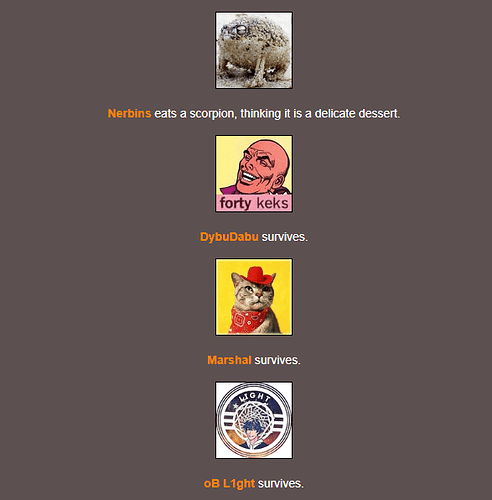 Nerbins eats a scorpion, thinking it is a delicate dessert.
forty keks
DybuDabu survives.
Marshal survives.
LIGHT
oB L1ght survives.